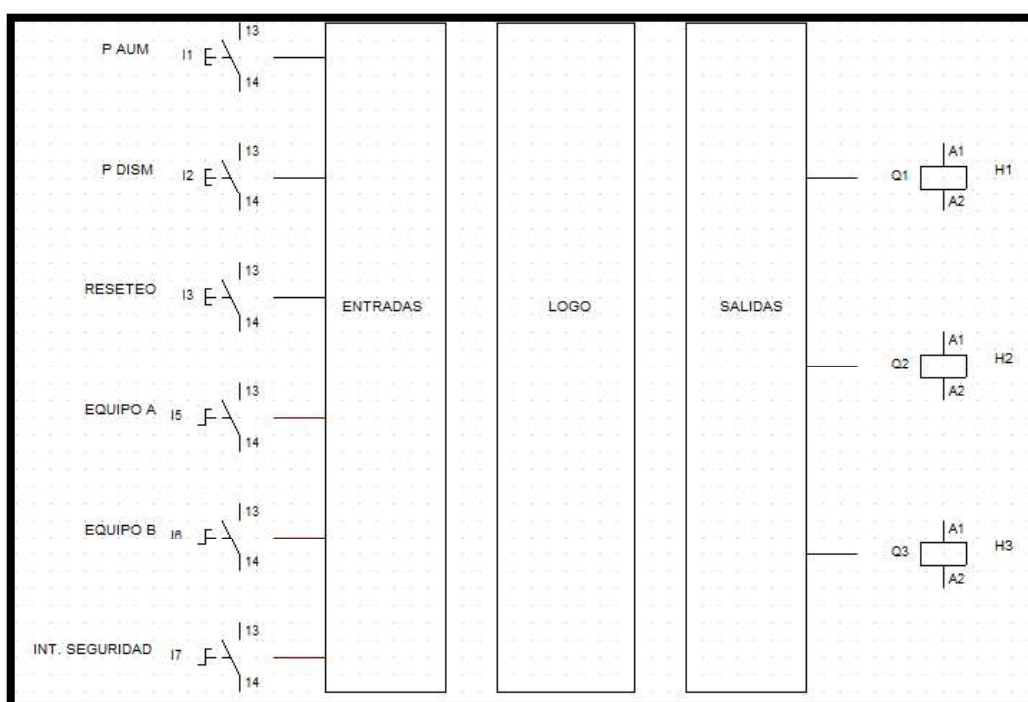 13
P AUM I1
14
13
P DISM I2
14
A1
Q1 H1
A2
13
RESETEO I3
14
ENTRADAS LOGO SALIDAS
A1
Q2 H2
A2
13
EQUIPO A I5
14
13
EQUIPO B I6
14
A1
Q3 H3
A2
13
INT. SEGURIDAD I7
14